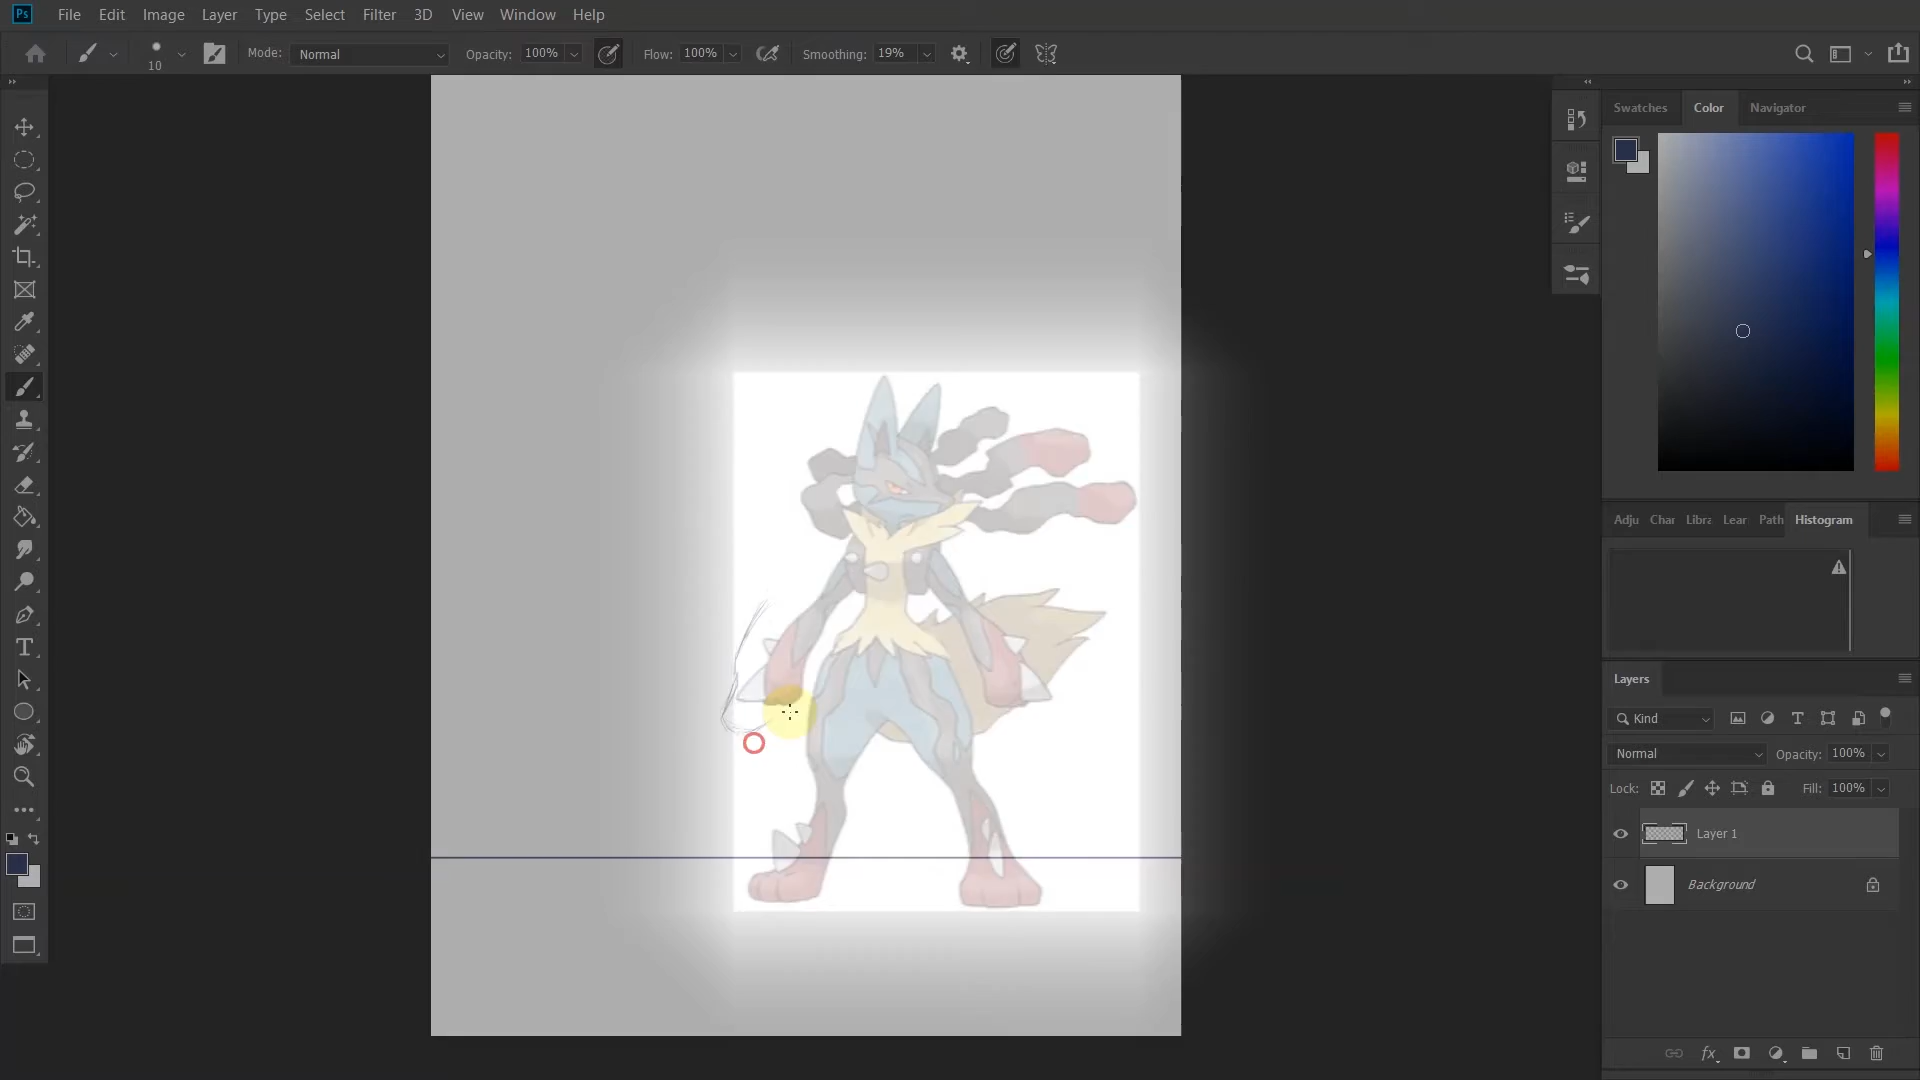 Ps File Edit Image Layer Type Select Filter 3D View Window Help
10 Mode: Normal Opacity: 100% Flow: 100% Smoothing: 19%
Swatches Color Navigator
Adju Char Libra Lear Path Histogram
Layers
Kind
Normal Opacity: 100%
Lock: Fill: 100%
Layer 1
Background
T
fx